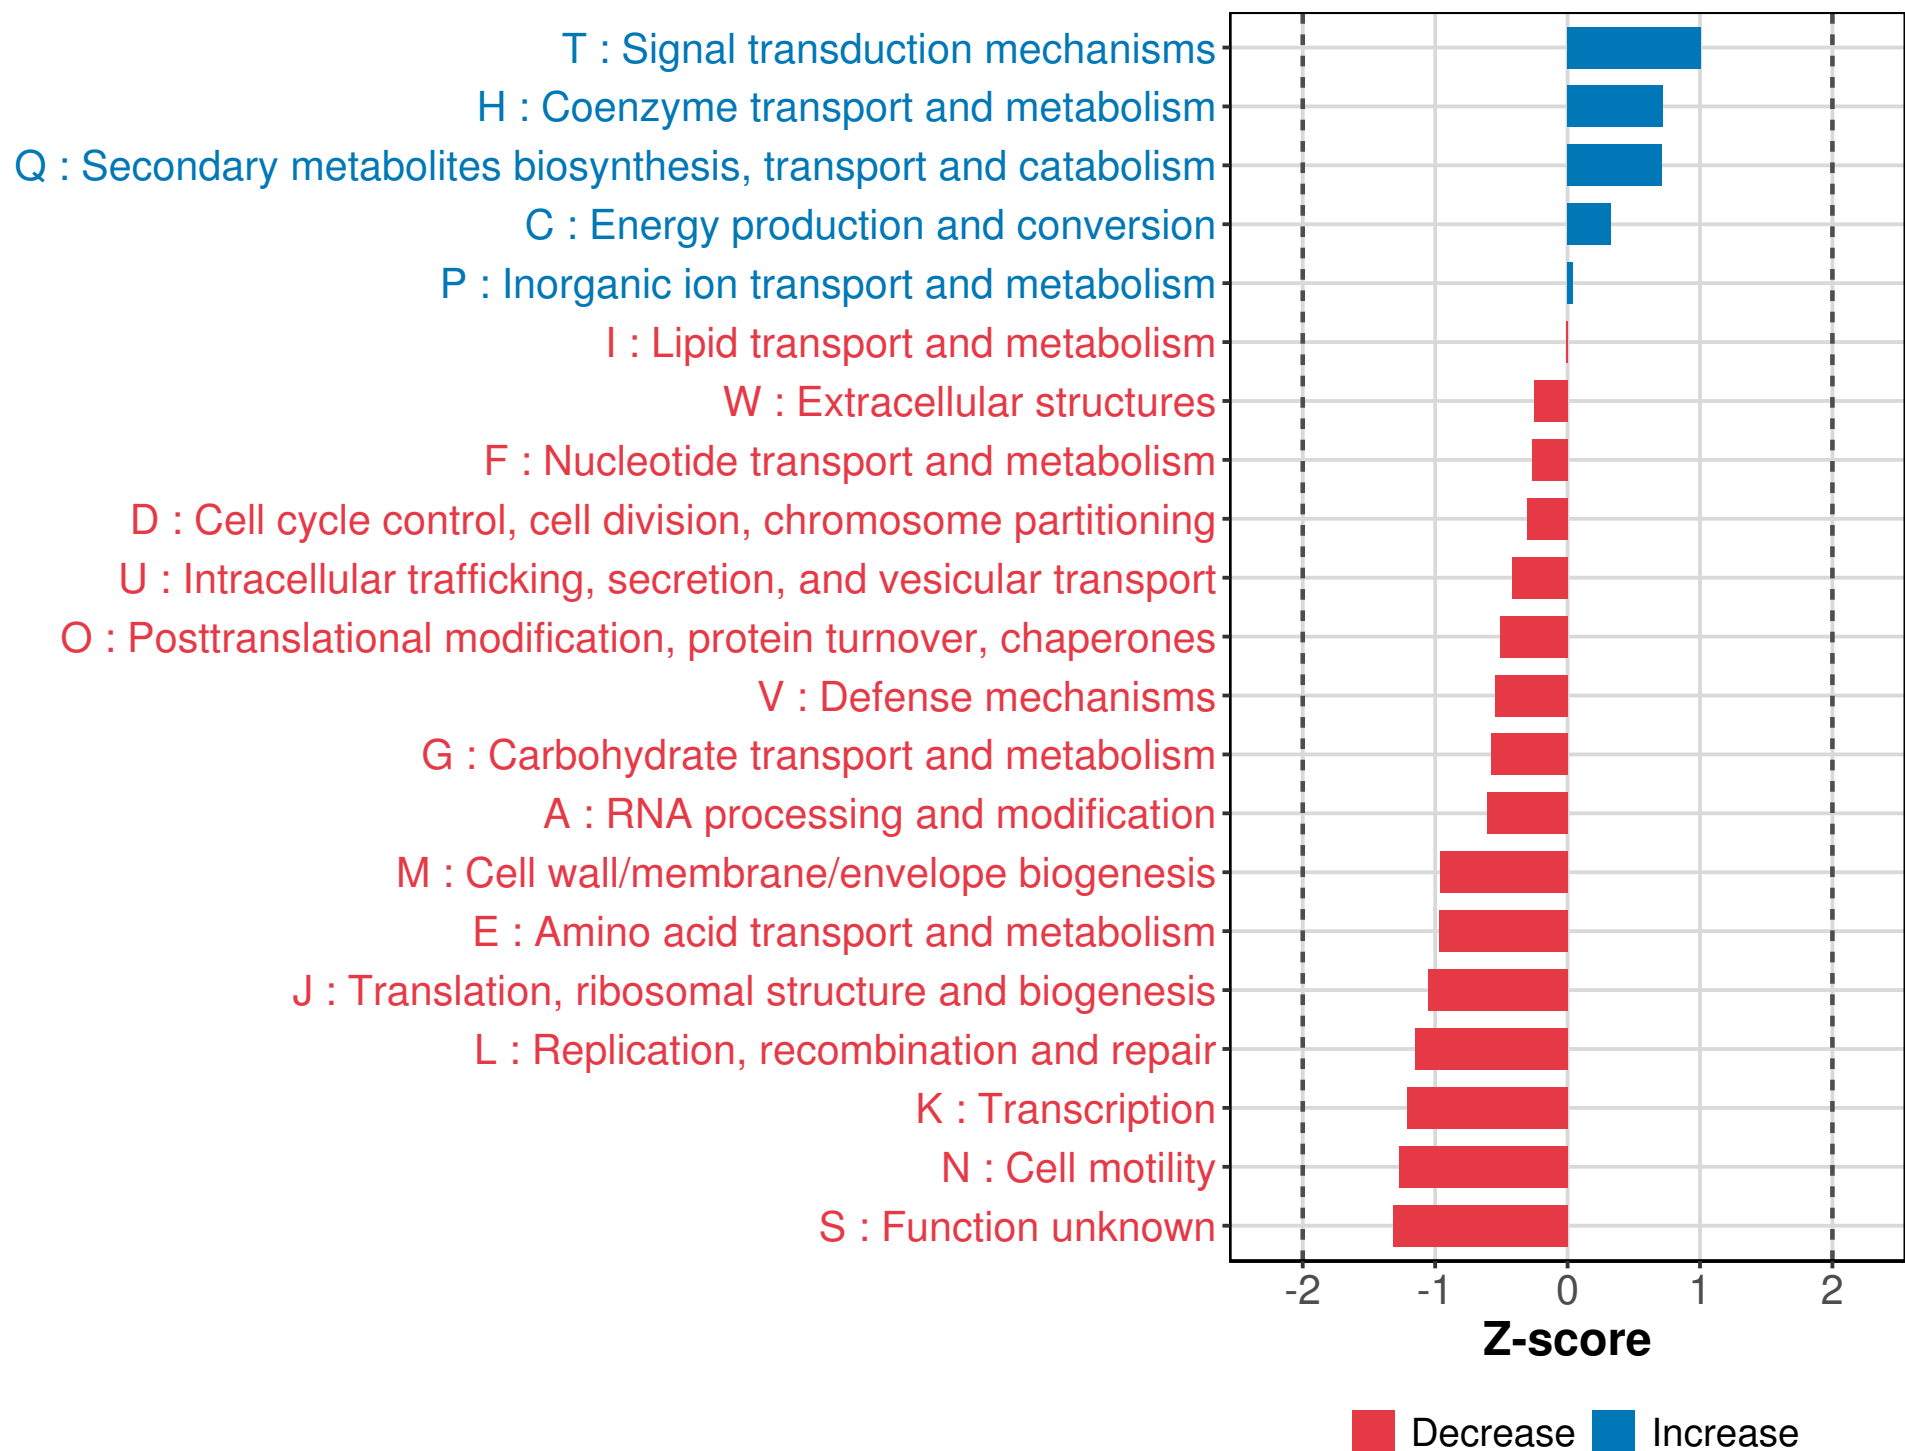 T : Signal transduction mechanisms
H : Coenzyme transport and metabolism
Q : Secondary metabolites biosynthesis, transport and catabolism
C : Energy production and conversion
P : Inorganic ion transport and metabolism
I : Lipid transport and metabolism
W : Extracellular structures
F : Nucleotide transport and metabolism
D : Cell cycle control, cell division, chromosome partitioning
U : Intracellular trafficking, secretion, and vesicular transport
O : Posttranslational modification, protein turnover, chaperones
V : Defense mechanisms
G : Carbohydrate transport and metabolism
A : RNA processing and modification
M : Cell wall/membrane/envelope biogenesis
E : Amino acid transport and metabolism
J : Translation, ribosomal structure and biogenesis
L : Replication, recombination and repair
K : Transcription
N : Cell motility
S : Function unknown
-2 -1 0 1 2
Z-score
Decrease Increase